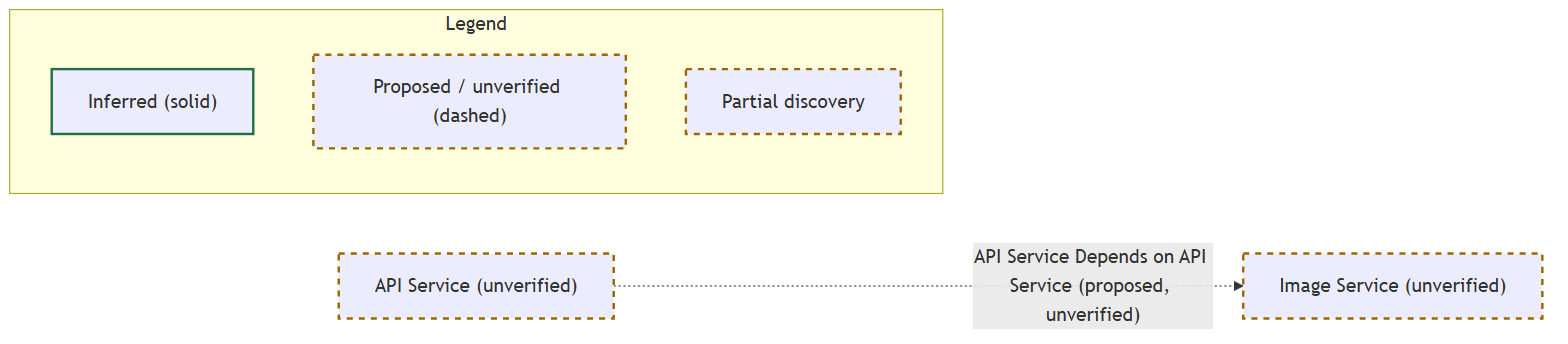 Legend
Inferred (solid)
Proposed / unverified
(dashed)
Partial discovery
API Service (unverified)
API Service Depends on API
Service (proposed,
unverified)
Image Service (unverified)